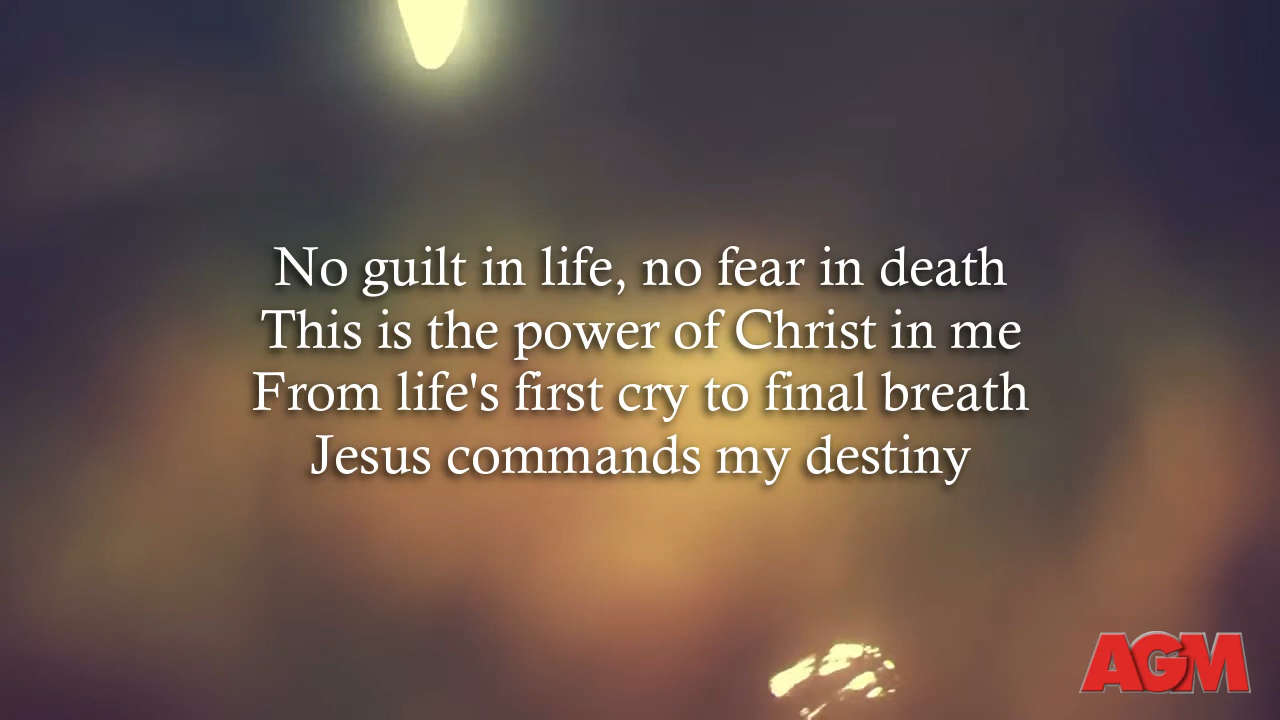 No guilt in life, no fear in death
This is the power of Christ in me
From life's first cry to final breath
Jesus commands my destiny
AGM